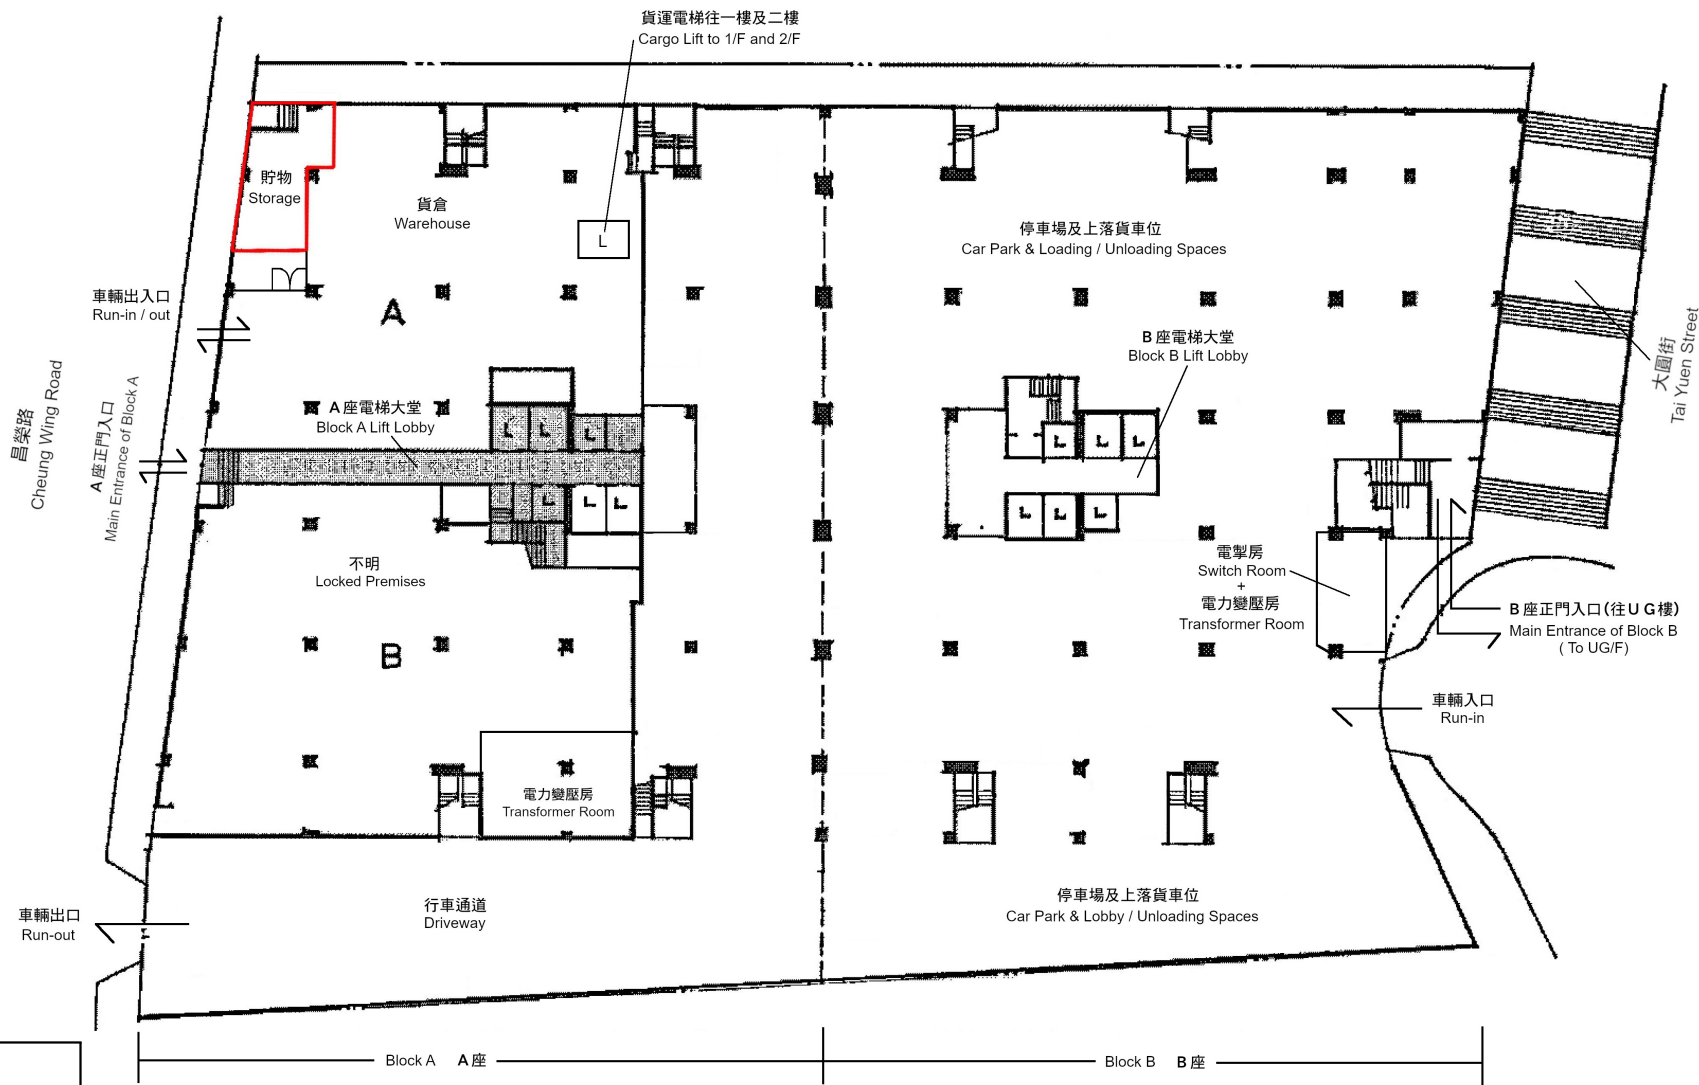 貨運電梯往一樓及二樓
Cargo Lift to 1/F and 2/F
貯物
Storage
貨倉
Warehouse
L
停車場及上落貨車位
Car Park & Loading / Unloading Spaces
車輛出入口
Run-in / out
A
大圓街
Tai Yuen Street
B座電梯大堂
Block B Lift Lobby
昌榮路
Cheung Wing Road
A座正門入口
Main Entrance of Block A
A座電梯大堂
Block A Lift Lobby
L
L
L
L
L
L
L
L
L
L
L
L
不明
Locked Premises
電掣房
Switch Room
+
電力變壓房
Transformer Room
B座正門入口(往UG樓)
Main Entrance of Block B
( To UG/F)
B
車輛入口
Run-in
電力變壓房
Transformer Room
行車通道
Driveway
停車場及上落貨車位
Car Park & Lobby / Unloading Spaces
車輛出口
Run-out
Block A A座
Block B B座